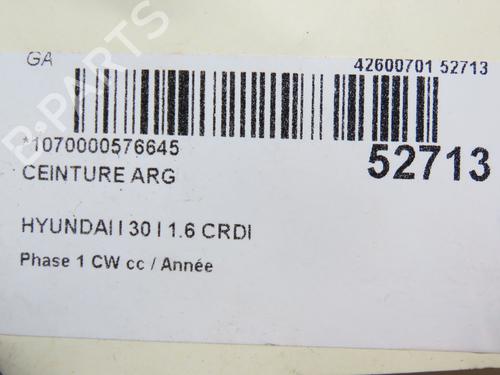 GA
42600701 52713
*1070000576645
52713
CEINTURE ARG
HYUNDAI I 30 I 1.6 CRDI
Phase 1 CW cc / Année
B-PARTS